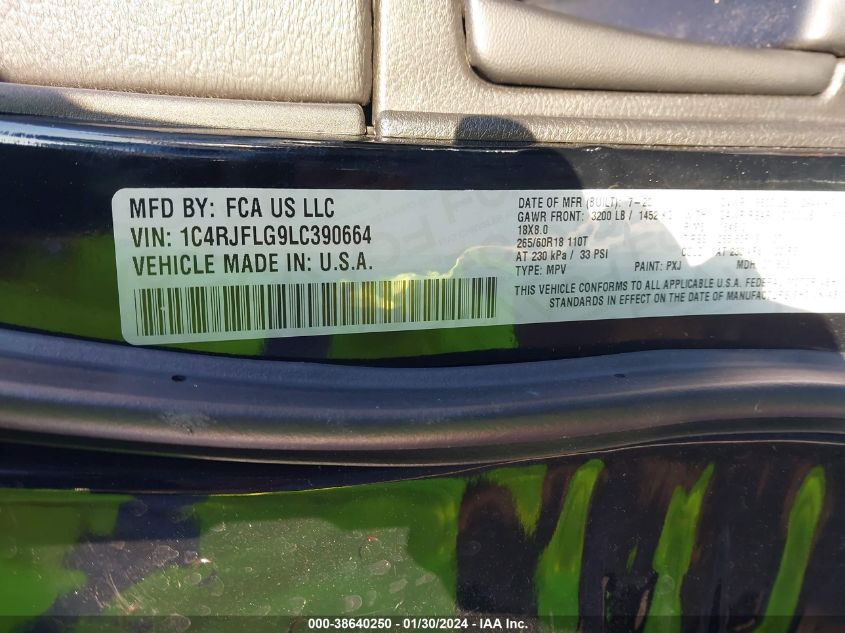 MFD BY: FCA US LLC
VIN: 1C4RJFLG9LC390664
VEHICLE MADE IN: U.S.A.
DATE OF MFR (BUILT): 7-20
GAWR FRONT: 3200 LB / 1452 WITH
18X8.0
265/60R18 110T
AT 230 kPa / 33 PSI
TYPE: MPV PAINT: PXJ MDH
THIS VEHICLE CONFORMS TO ALL APPLICABLE U.S.A.
STANDARDS IN EFFECT ON THE DATE OF
000-38640250 - 01/30/2024 - IAA Inc.